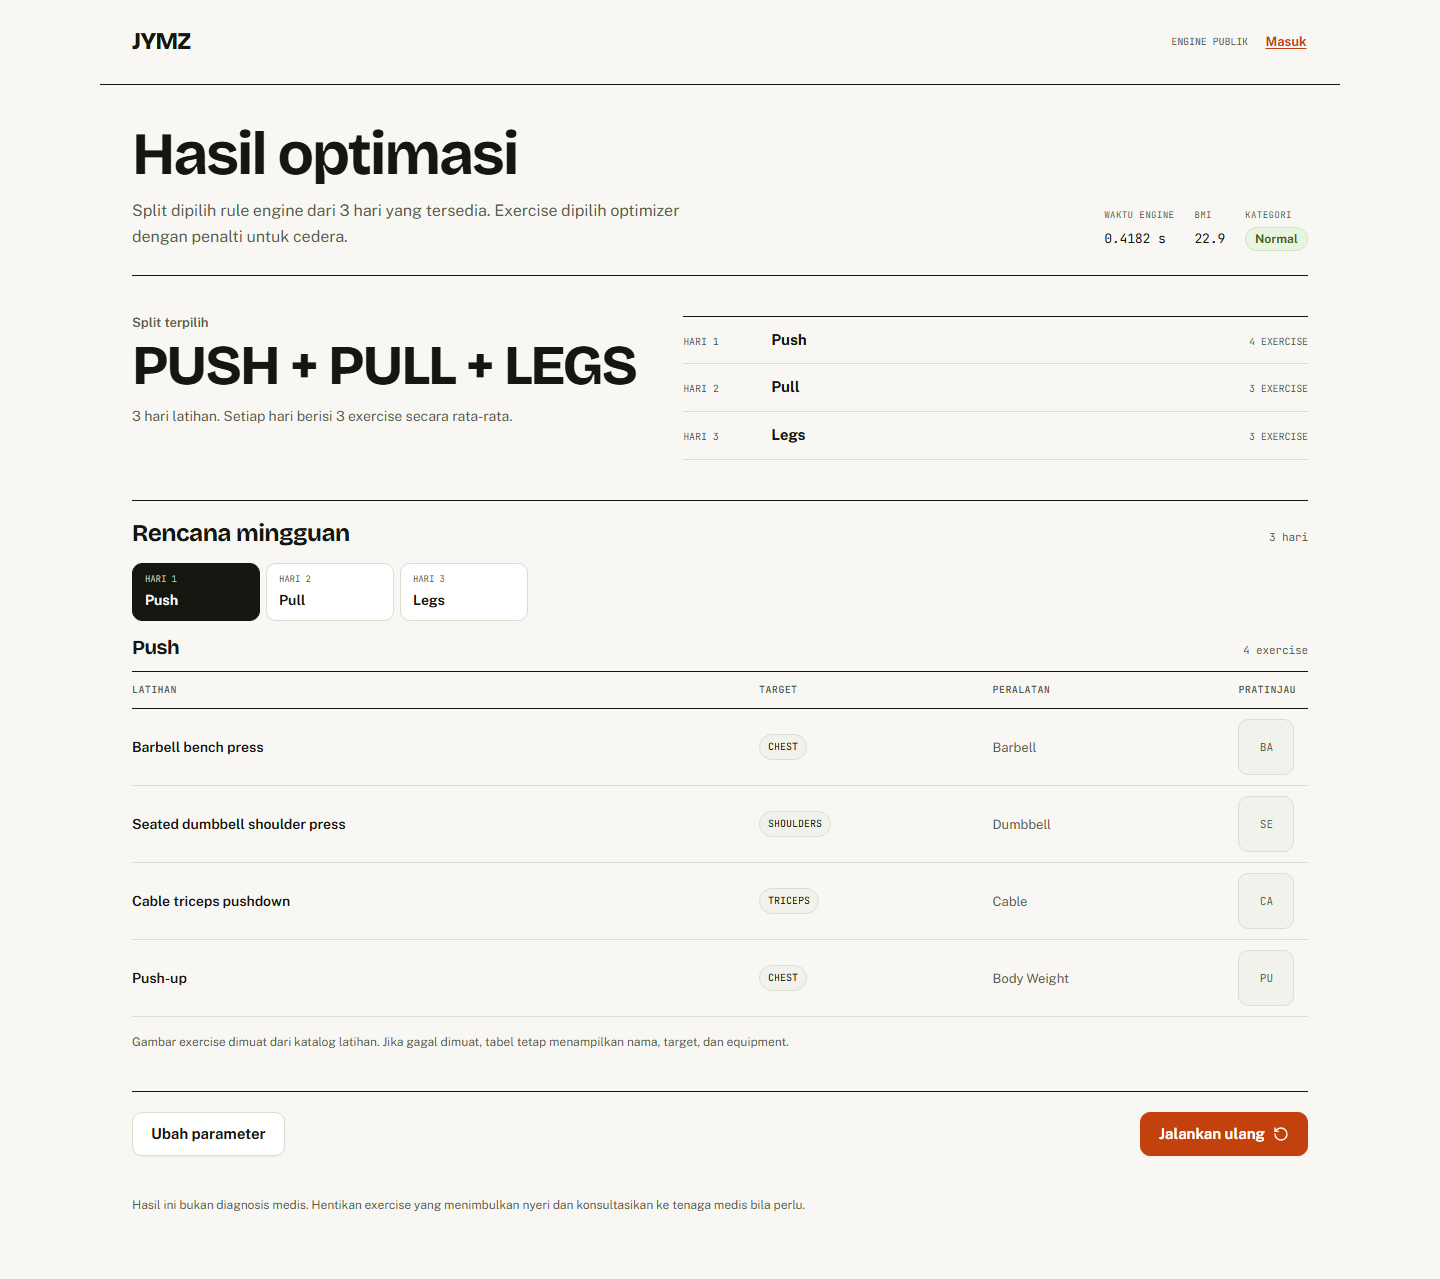 JYMZ
ENGINE PUBLIK
Masuk
Hasil optimasi
Split dipilih rule engine dari 3 hari yang tersedia. Exercise dipilih optimizer
dengan penalti untuk cedera.
WAKTU ENGINE
BMI
KATEGORI
0.4182 s
22.9
Normal
Split terpilih
PUSH + PULL + LEGS
3 hari latihan. Setiap hari berisi 3 exercise secara rata-rata.
HARI 1
Push
4 EXERCISE
HARI 2
Pull
3 EXERCISE
HARI 3
Legs
3 EXERCISE
Rencana mingguan
3 hari
HARI 1
Push
HARI 2
Pull
HARI 3
Legs
Push
4 exercise
LATIHAN
TARGET
PERALATAN
PRATINJAU
Barbell bench press
CHEST
Barbell
BA
Seated dumbbell shoulder press
SHOULDERS
Dumbbell
SE
Cable triceps pushdown
TRICEPS
Cable
CA
Push-up
CHEST
Body Weight
PU
Gambar exercise dimuat dari katalog latihan. Jika gagal dimuat, tabel tetap menampilkan nama, target, dan equipment.
Ubah parameter
Jalankan ulang
Hasil ini bukan diagnosis medis. Hentikan exercise yang menimbulkan nyeri dan konsultasikan ke tenaga medis bila perlu.